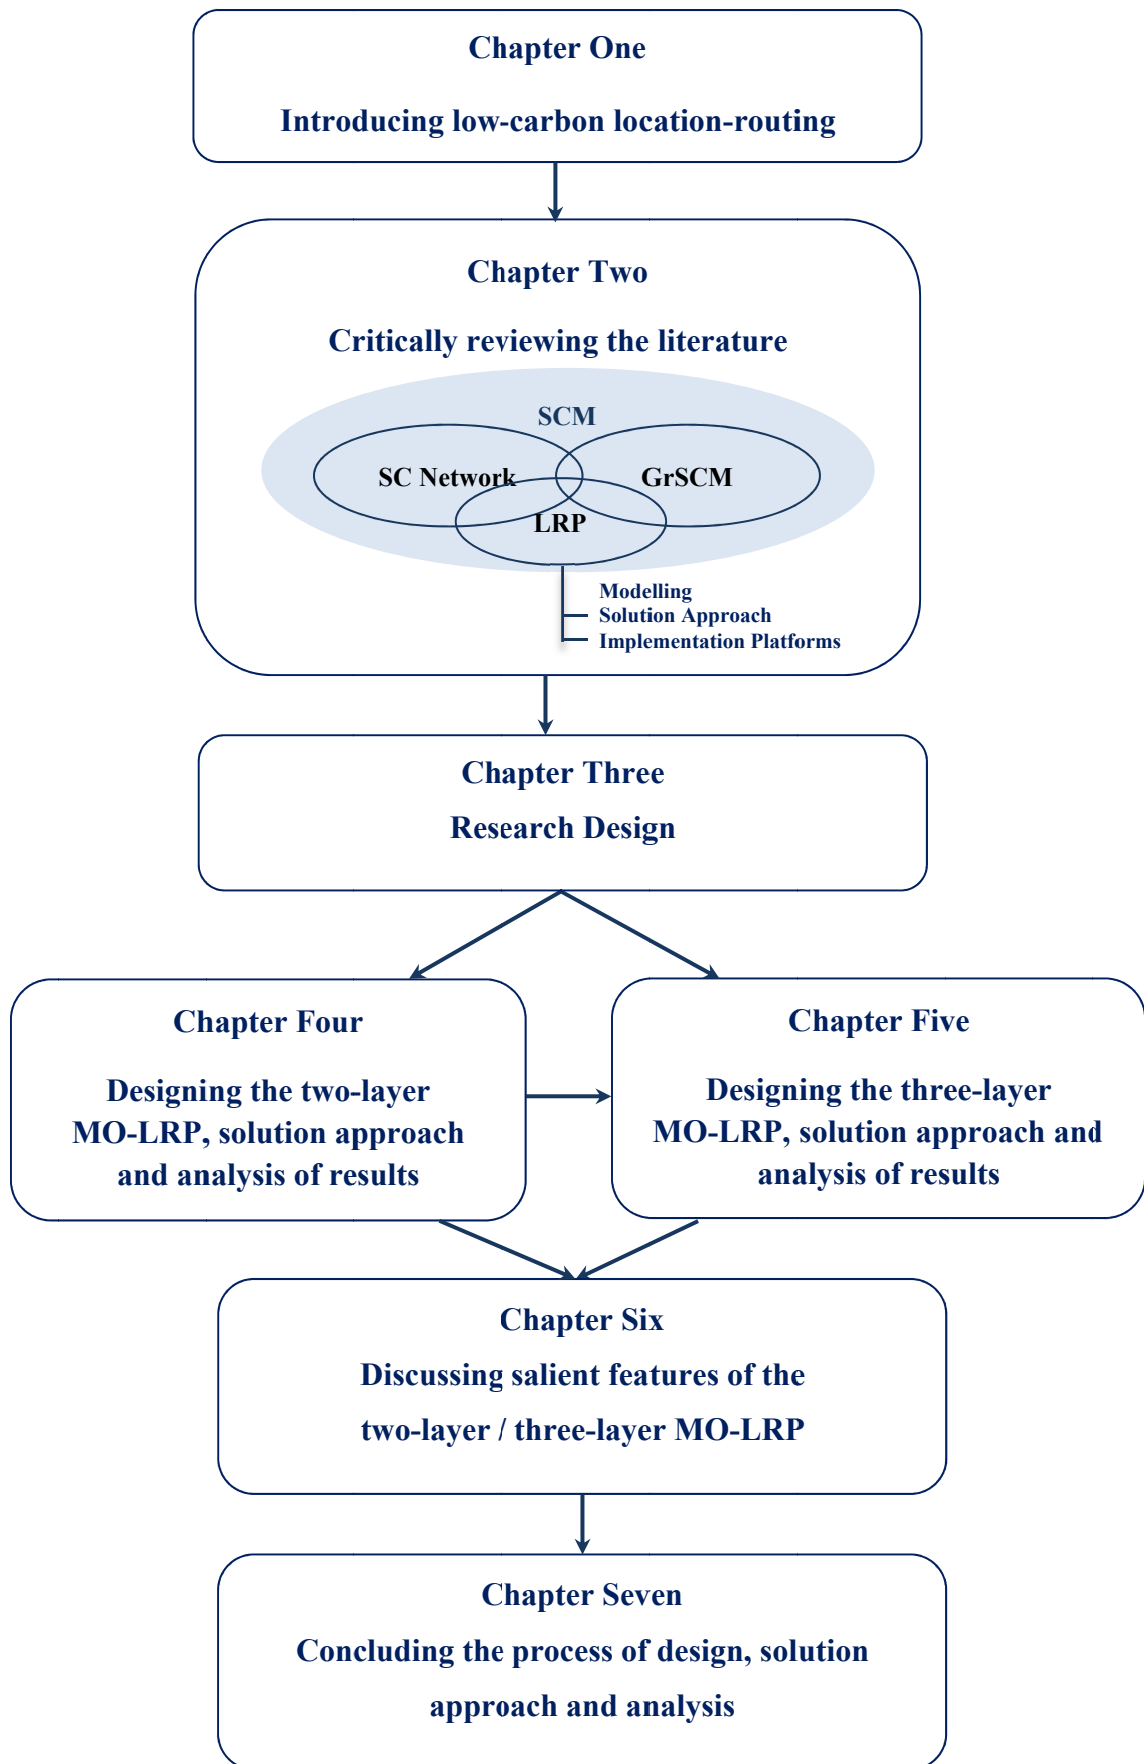 Chapter One
Introducing low-carbon location-routing
Chapter Two
Critically reviewing the literature
SCM
SC Network
GrSCM
LRP
Modelling
Solution Approach
Implementation Platforms
Chapter Three
Research Design
Chapter Four
Designing the two-layer
MO-LRP, solution approach
and analysis of results
Chapter Five
Designing the three-layer
MO-LRP, solution approach and
analysis of results
Chapter Six
Discussing salient features of the
two-layer / three-layer MO-LRP
Chapter Seven
Concluding the process of design, solution
approach and analysis